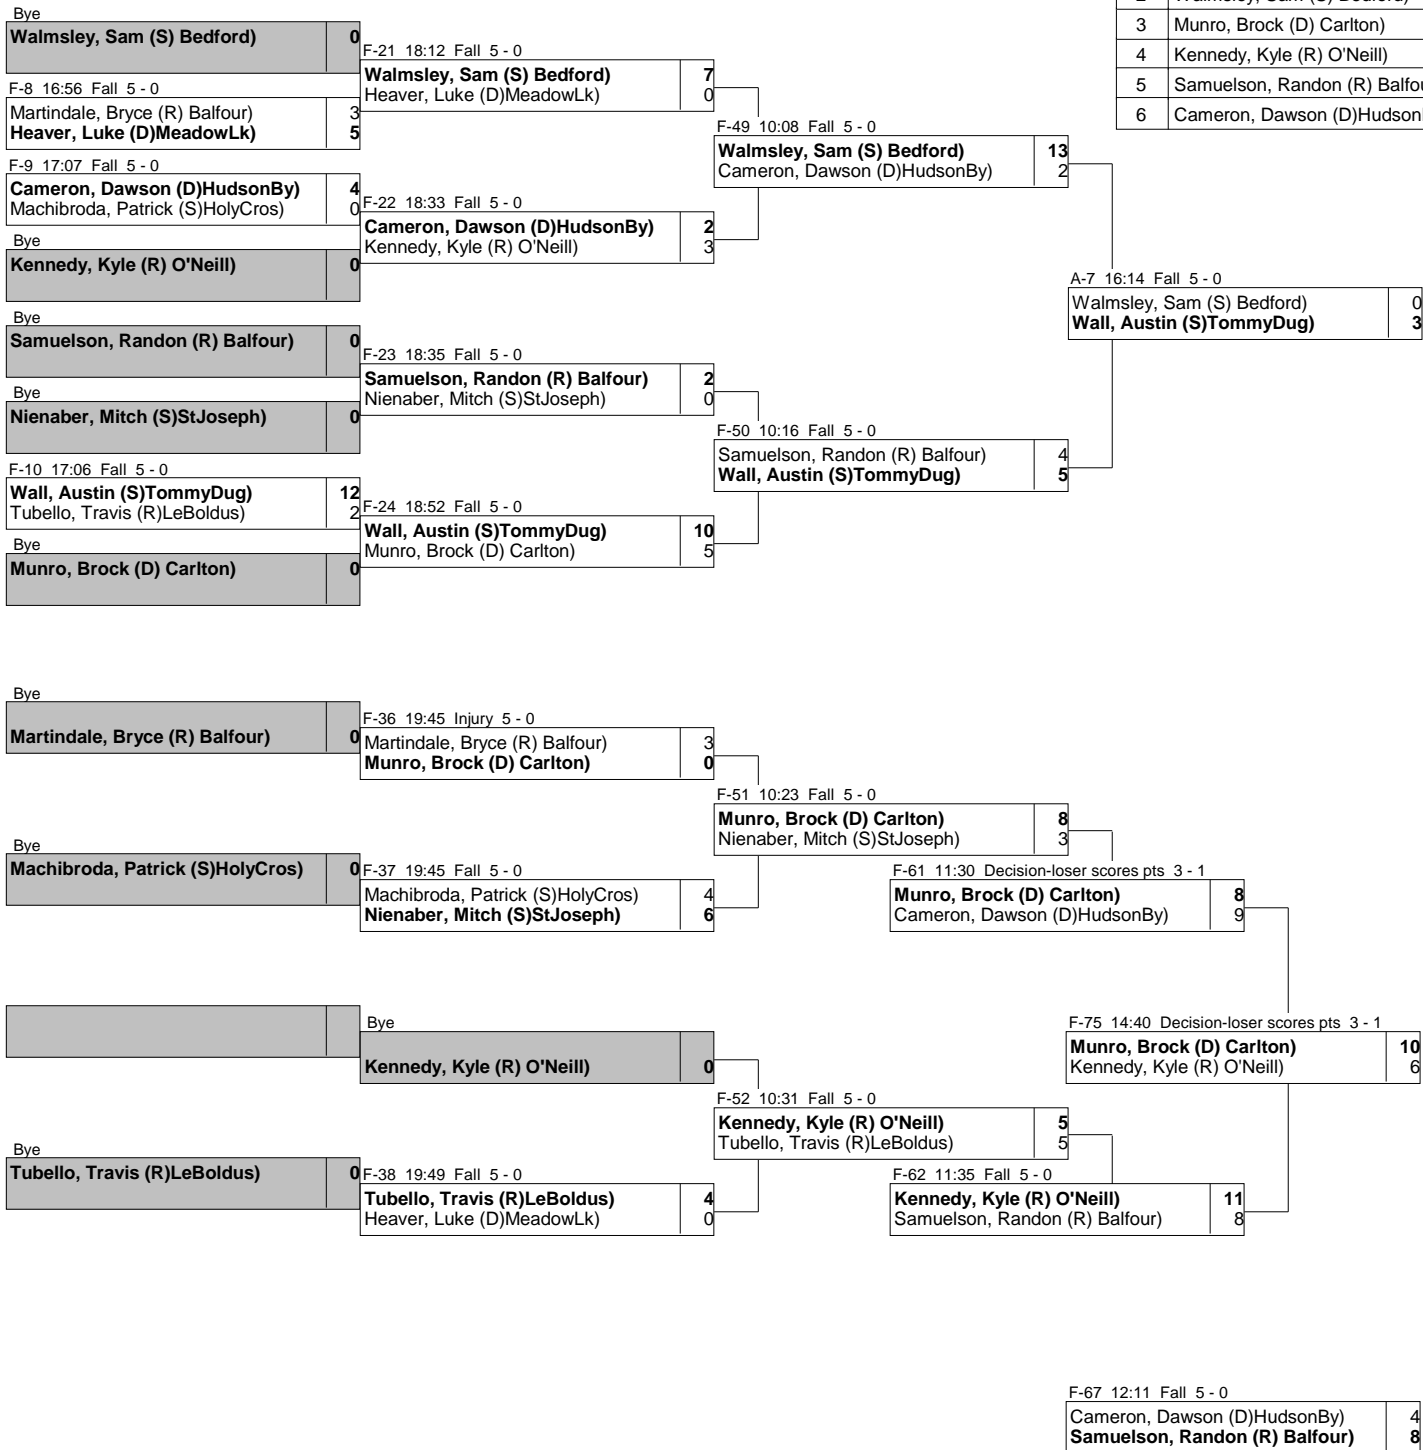 Bye
Walmsley, Sam (S) Bedford) 0
F-8 16:56 Fall 5 - 0
Martindale, Bryce (R) Balfour) 3
Heaver, Luke (D)MeadowLk) 5
F-9 17:07 Fall 5 - 0
Cameron, Dawson (D)HudsonBy) 4
Machibroda, Patrick (S)HolyCros) 0
Bye
Kennedy, Kyle (R) O'Neill) 0
Bye
Samuelson, Randon (R) Balfour) 0
Bye
Nienaber, Mitch (S)StJoseph) 0
F-10 17:06 Fall 5 - 0
Wall, Austin (S)TommyDug) 12
Tubello, Travis (R)LeBoldus) 2
Bye
Munro, Brock (D) Carlton) 0
F-21 18:12 Fall 5 - 0
Walmsley, Sam (S) Bedford) 7
Heaver, Luke (D)MeadowLk) 0
F-22 18:33 Fall 5 - 0
Cameron, Dawson (D)HudsonBy) 2
Kennedy, Kyle (R) O'Neill) 3
F-23 18:35 Fall 5 - 0
Samuelson, Randon (R) Balfour) 2
Nienaber, Mitch (S)StJoseph) 0
F-24 18:52 Fall 5 - 0
Wall, Austin (S)TommyDug) 10
Munro, Brock (D) Carlton) 5
F-49 10:08 Fall 5 - 0
Walmsley, Sam (S) Bedford) 13
Cameron, Dawson (D)HudsonBy) 2
F-50 10:16 Fall 5 - 0
Samuelson, Randon (R) Balfour) 4
Wall, Austin (S)TommyDug) 5
3 Munro, Brock (D) Carlton)
4 Kennedy, Kyle (R) O'Neill)
5 Samuelson, Randon (R) Balfou
6 Cameron, Dawson (D)Hudson
A-7 16:14 Fall 5 - 0
Walmsley, Sam (S) Bedford) 0
Wall, Austin (S)TommyDug) 3
Bye
Martindale, Bryce (R) Balfour) 0
Bye
Machibroda, Patrick (S)HolyCros) 0
Bye
Tubello, Travis (R)LeBoldus) 0
F-36 19:45 Injury 5 - 0
Martindale, Bryce (R) Balfour) 3
Munro, Brock (D) Carlton) 0
F-37 19:45 Fall 5 - 0
Machibroda, Patrick (S)HolyCros) 4
Nienaber, Mitch (S)StJoseph) 6
Bye
Kennedy, Kyle (R) O'Neill) 0
F-38 19:49 Fall 5 - 0
Tubello, Travis (R)LeBoldus) 4
Heaver, Luke (D)MeadowLk) 0
F-51 10:23 Fall 5 - 0
Munro, Brock (D) Carlton) 8
Nienaber, Mitch (S)StJoseph) 3
F-52 10:31 Fall 5 - 0
Kennedy, Kyle (R) O'Neill) 5
Tubello, Travis (R)LeBoldus) 5
F-61 11:30 Decision-loser scores pts 3 - 1
Munro, Brock (D) Carlton) 8
Cameron, Dawson (D)HudsonBy) 9
F-62 11:35 Fall 5 - 0
Kennedy, Kyle (R) O'Neill) 11
Samuelson, Randon (R) Balfour) 8
F-75 14:40 Decision-loser scores pts 3 - 1
Munro, Brock (D) Carlton) 10
Kennedy, Kyle (R) O'Neill) 6
F-67 12:11 Fall 5 - 0
Cameron, Dawson (D)HudsonBy) 4
Samuelson, Randon (R) Balfour) 8